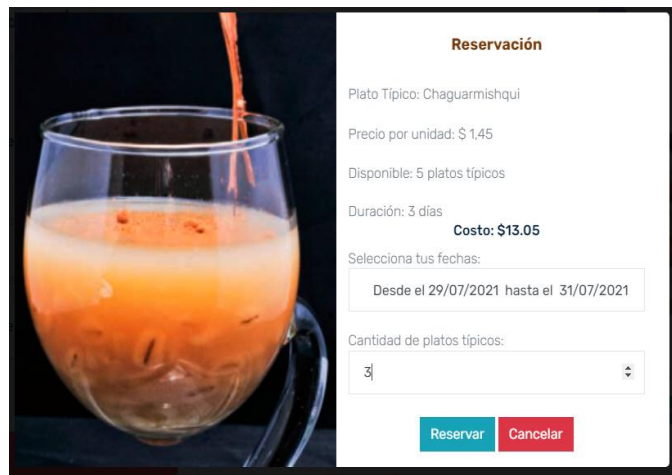 Reservación
Plato Típico: Chaguarmishqui
Precio por unidad: $ 1,45
Disponible: 5 platos típicos
Duración: 3 días
Costo: $13.05
Selecciona tus fechas:
Desde el 29/07/2021 hasta el 31/07/2021
Cantidad de platos típicos:
3
Reservar Cancelar